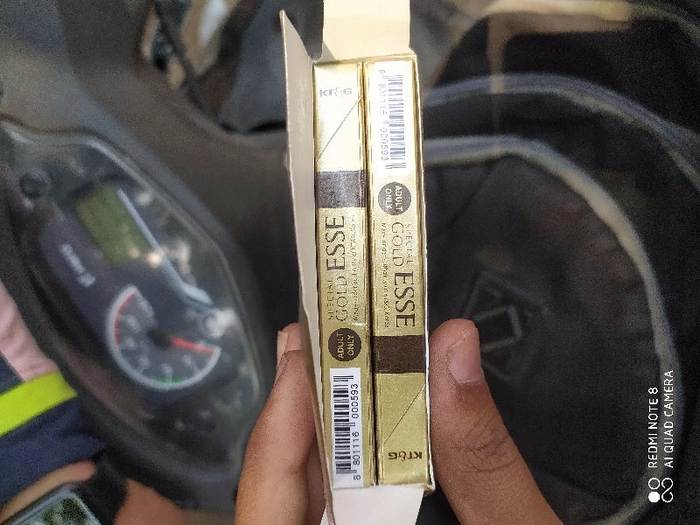 KT&G
SPECIAL
GOLD ESSE
ADULT
ONLY
8 801116 000593
8 801116 000593
ADULT
ONLY
SPECIAL
GOLD ESSE
KT&G
REDMI NOTE 8
AI QUAD CAMERA